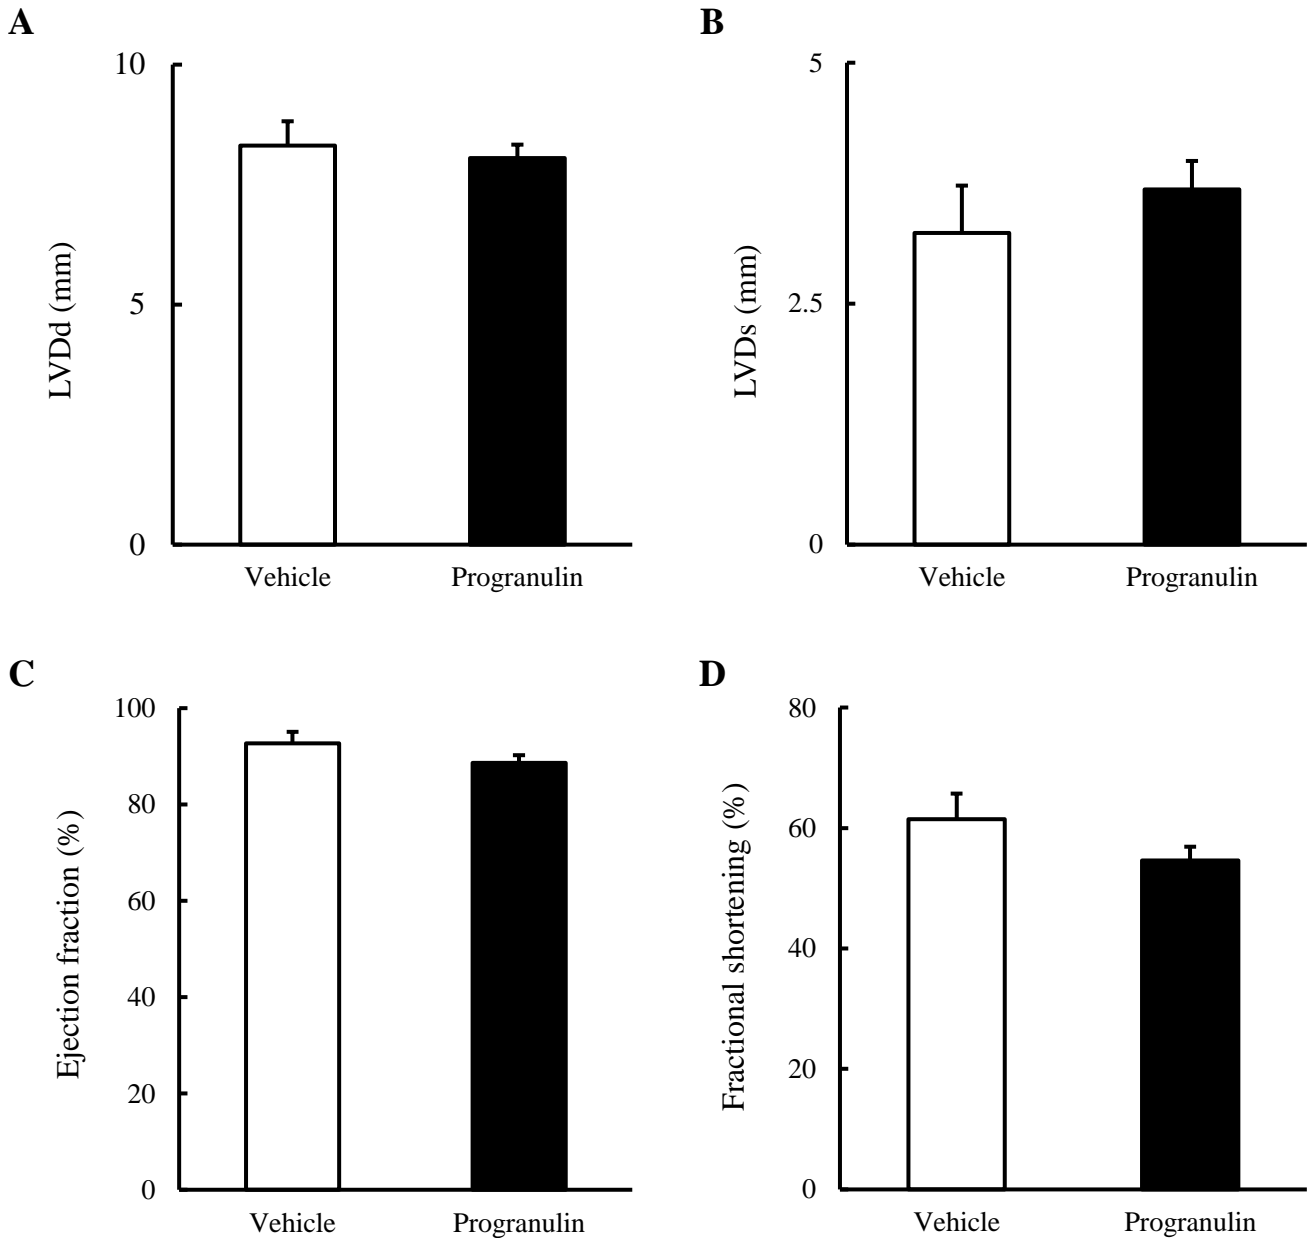 A
10
5
0
LVDd (mm)
Vehicle Progranulin
B
5
2.5
0
LVDs (mm)
Vehicle Progranulin
C
100
80
60
40
20
0
Ejection fraction (%)
Vehicle Progranulin
D
80
60
40
20
0
Fractional shortening (%)
Vehicle Progranulin